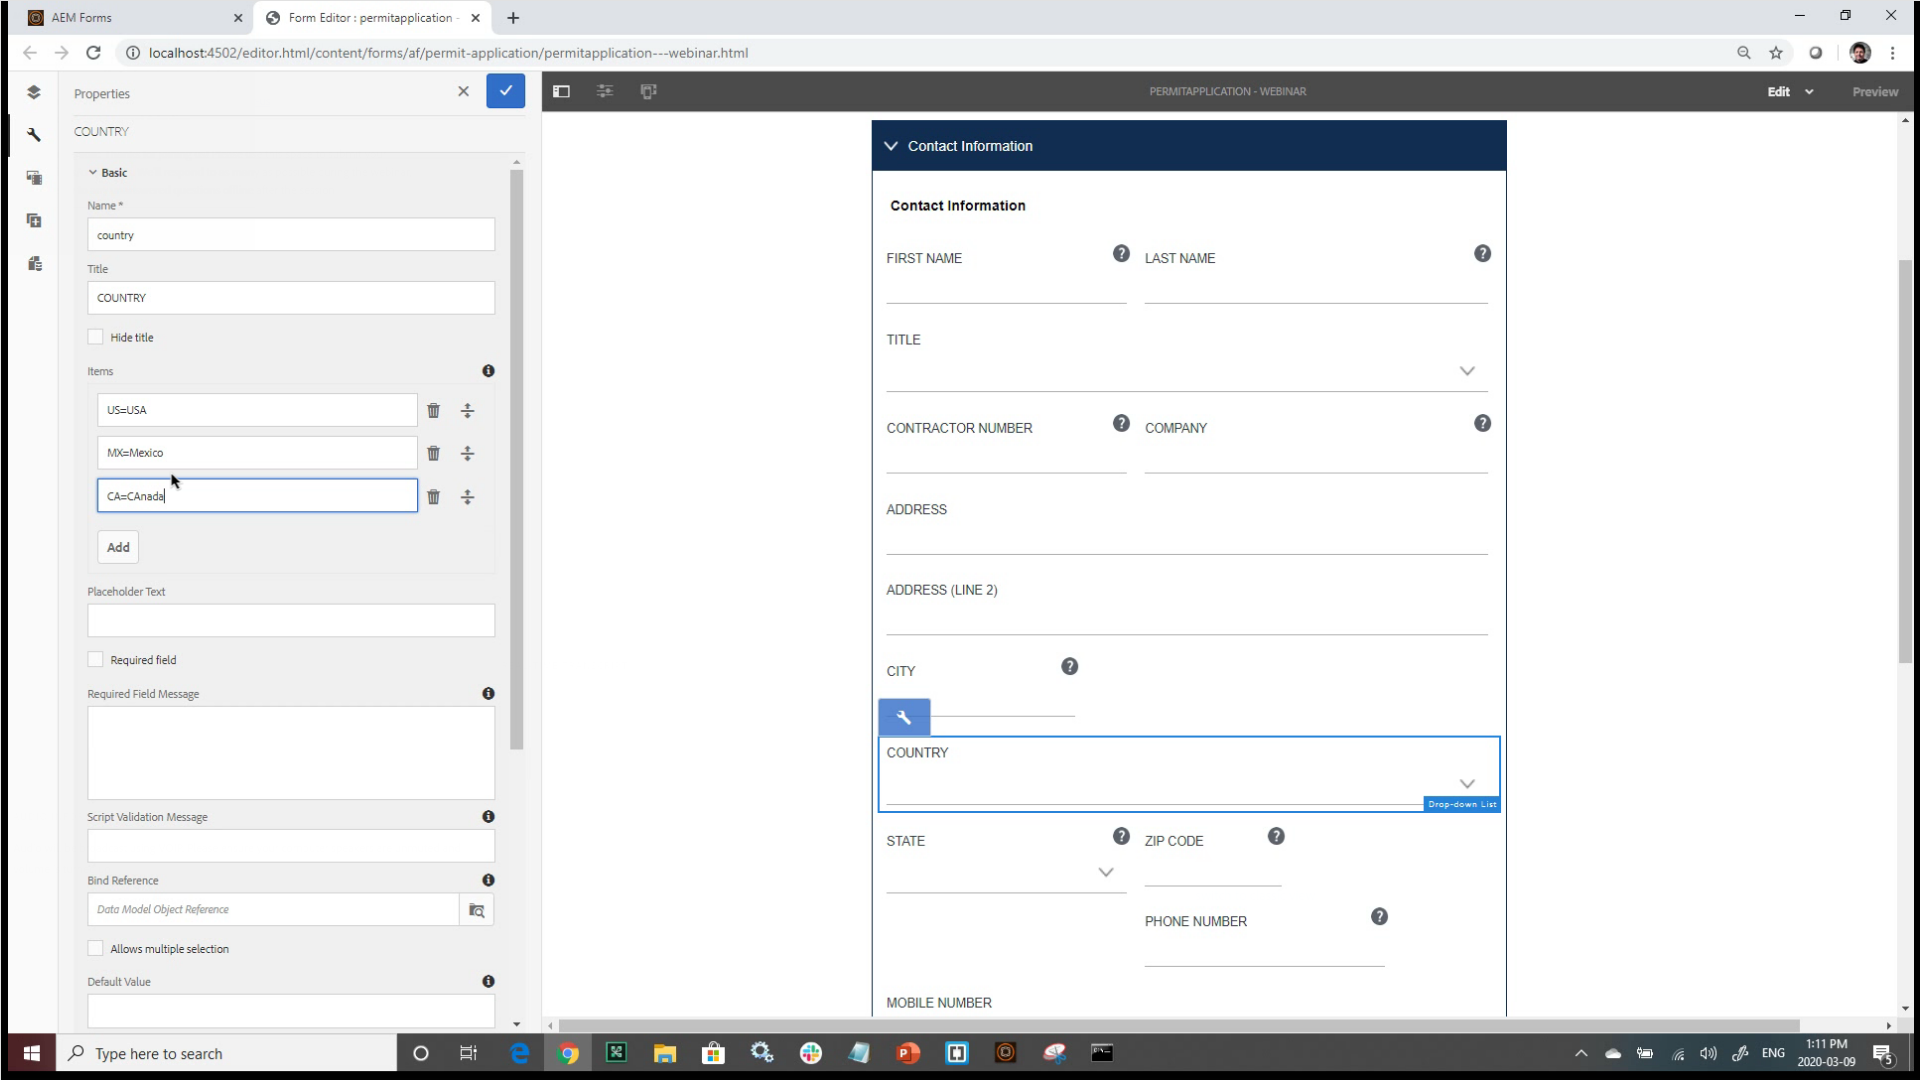 AEM Forms
Form Editor : permitapplication -
localhost:4502/editor.html/content/forms/af/permit-application/permitapplication---webinar.html
Properties
PERMITAPPLICATION - WEBINAR
Edit
Preview
COUNTRY
Basic
Name *
country
Title
COUNTRY
Hide title
Items
US=USA
MX=Mexico
CA=CAnada
Add
Placeholder Text
Required field
Required Field Message
Script Validation Message
Bind Reference
Data Model Object Reference
Allows multiple selection
Default Value
Contact Information
Contact Information
FIRST NAME
LAST NAME
TITLE
CONTRACTOR NUMBER
COMPANY
ADDRESS
ADDRESS (LINE 2)
CITY
COUNTRY
Drop-down List
STATE
ZIP CODE
PHONE NUMBER
MOBILE NUMBER
Type here to search
ENG
1:11 PM
2020-03-09
5